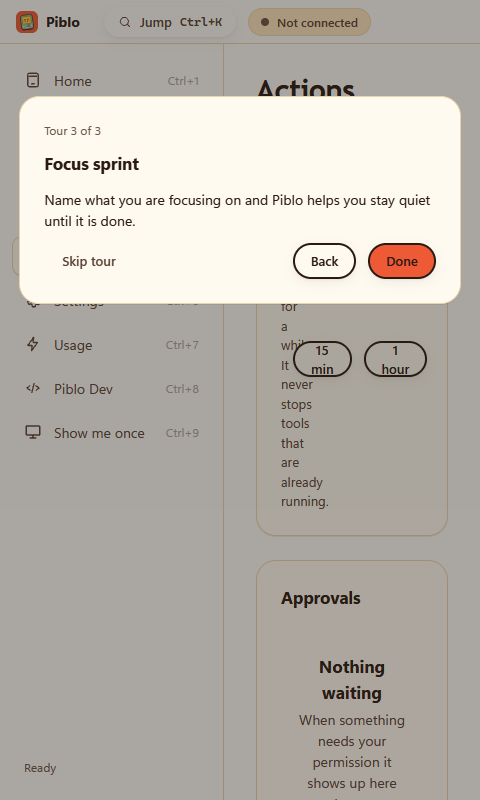 Piblo
Jump Ctrl+K
Not connected
Home Ctrl+1
Actions
Tour 3 of 3
Focus sprint
Name what you are focusing on and Piblo helps you stay quiet
until it is done.
Skip tour
Back
Done
Settings
Usage Ctrl+7
Piblo Dev Ctrl+8
Show me once Ctrl+9
Ready
for
a
while.
It
never
stops
tools
that
are
already
running.
15
min
1
hour
Approvals
Nothing
waiting
When something
needs your
permission it
shows up here